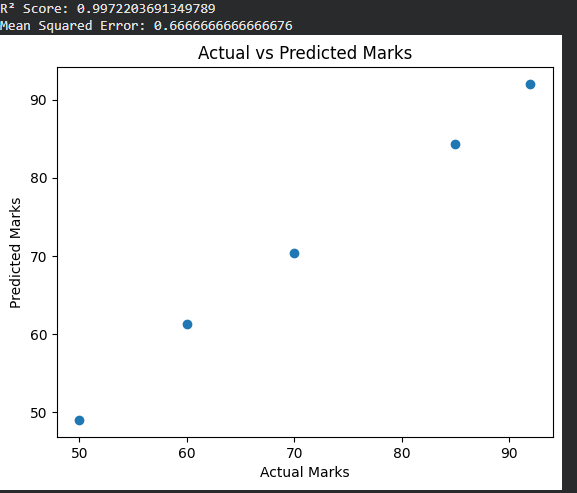 R² Score: 0.9972203691349789
Mean Squared Error: 0.6666666666666676
Actual vs Predicted Marks
90
80
70
60
50
Predicted Marks
50 60 70 80 90
Actual Marks